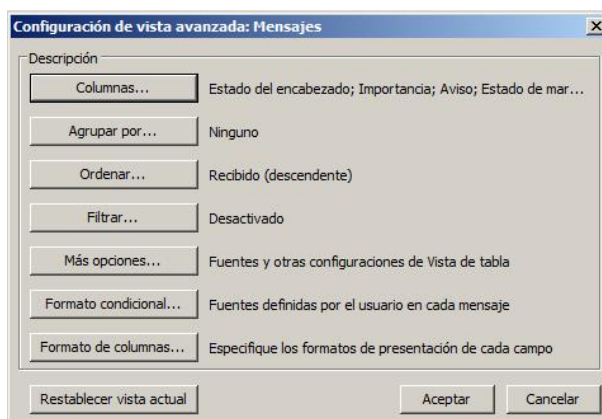 Configuración de vista avanzada: Mensajes
Descripción
Columnas... Estado del encabezado; Importancia; Aviso; Estado de mar...
Agrupar por... Ninguno
Ordenar... Recibido (descendente)
Filtrar... Desactivado
Más opciones... Fuentes y otras configuraciones de Vista de tabla
Formato condicional... Fuentes definidas por el usuario en cada mensaje
Formato de columnas... Especifique los formatos de presentación de cada campo
Restablecer vista actual Aceptar Cancelar